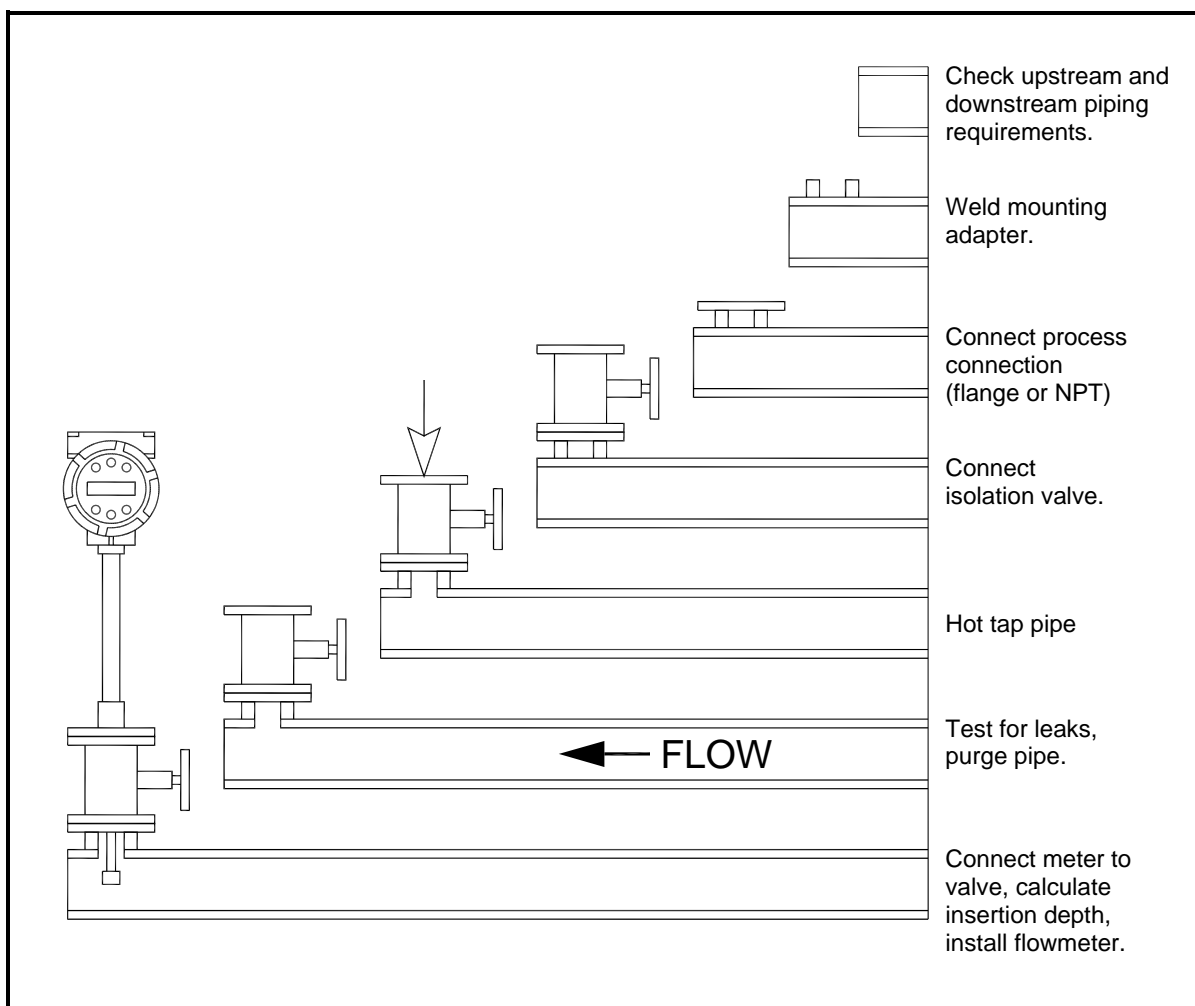 Check upstream and
downstream piping
requirements.
Weld mounting
adapter.
Connect process
connection
(flange or NPT)
Connect
isolation valve.
Hot tap pipe
Test for leaks,
purge pipe.
FLOW
Connect meter to
valve, calculate
insertion depth,
install flowmeter.